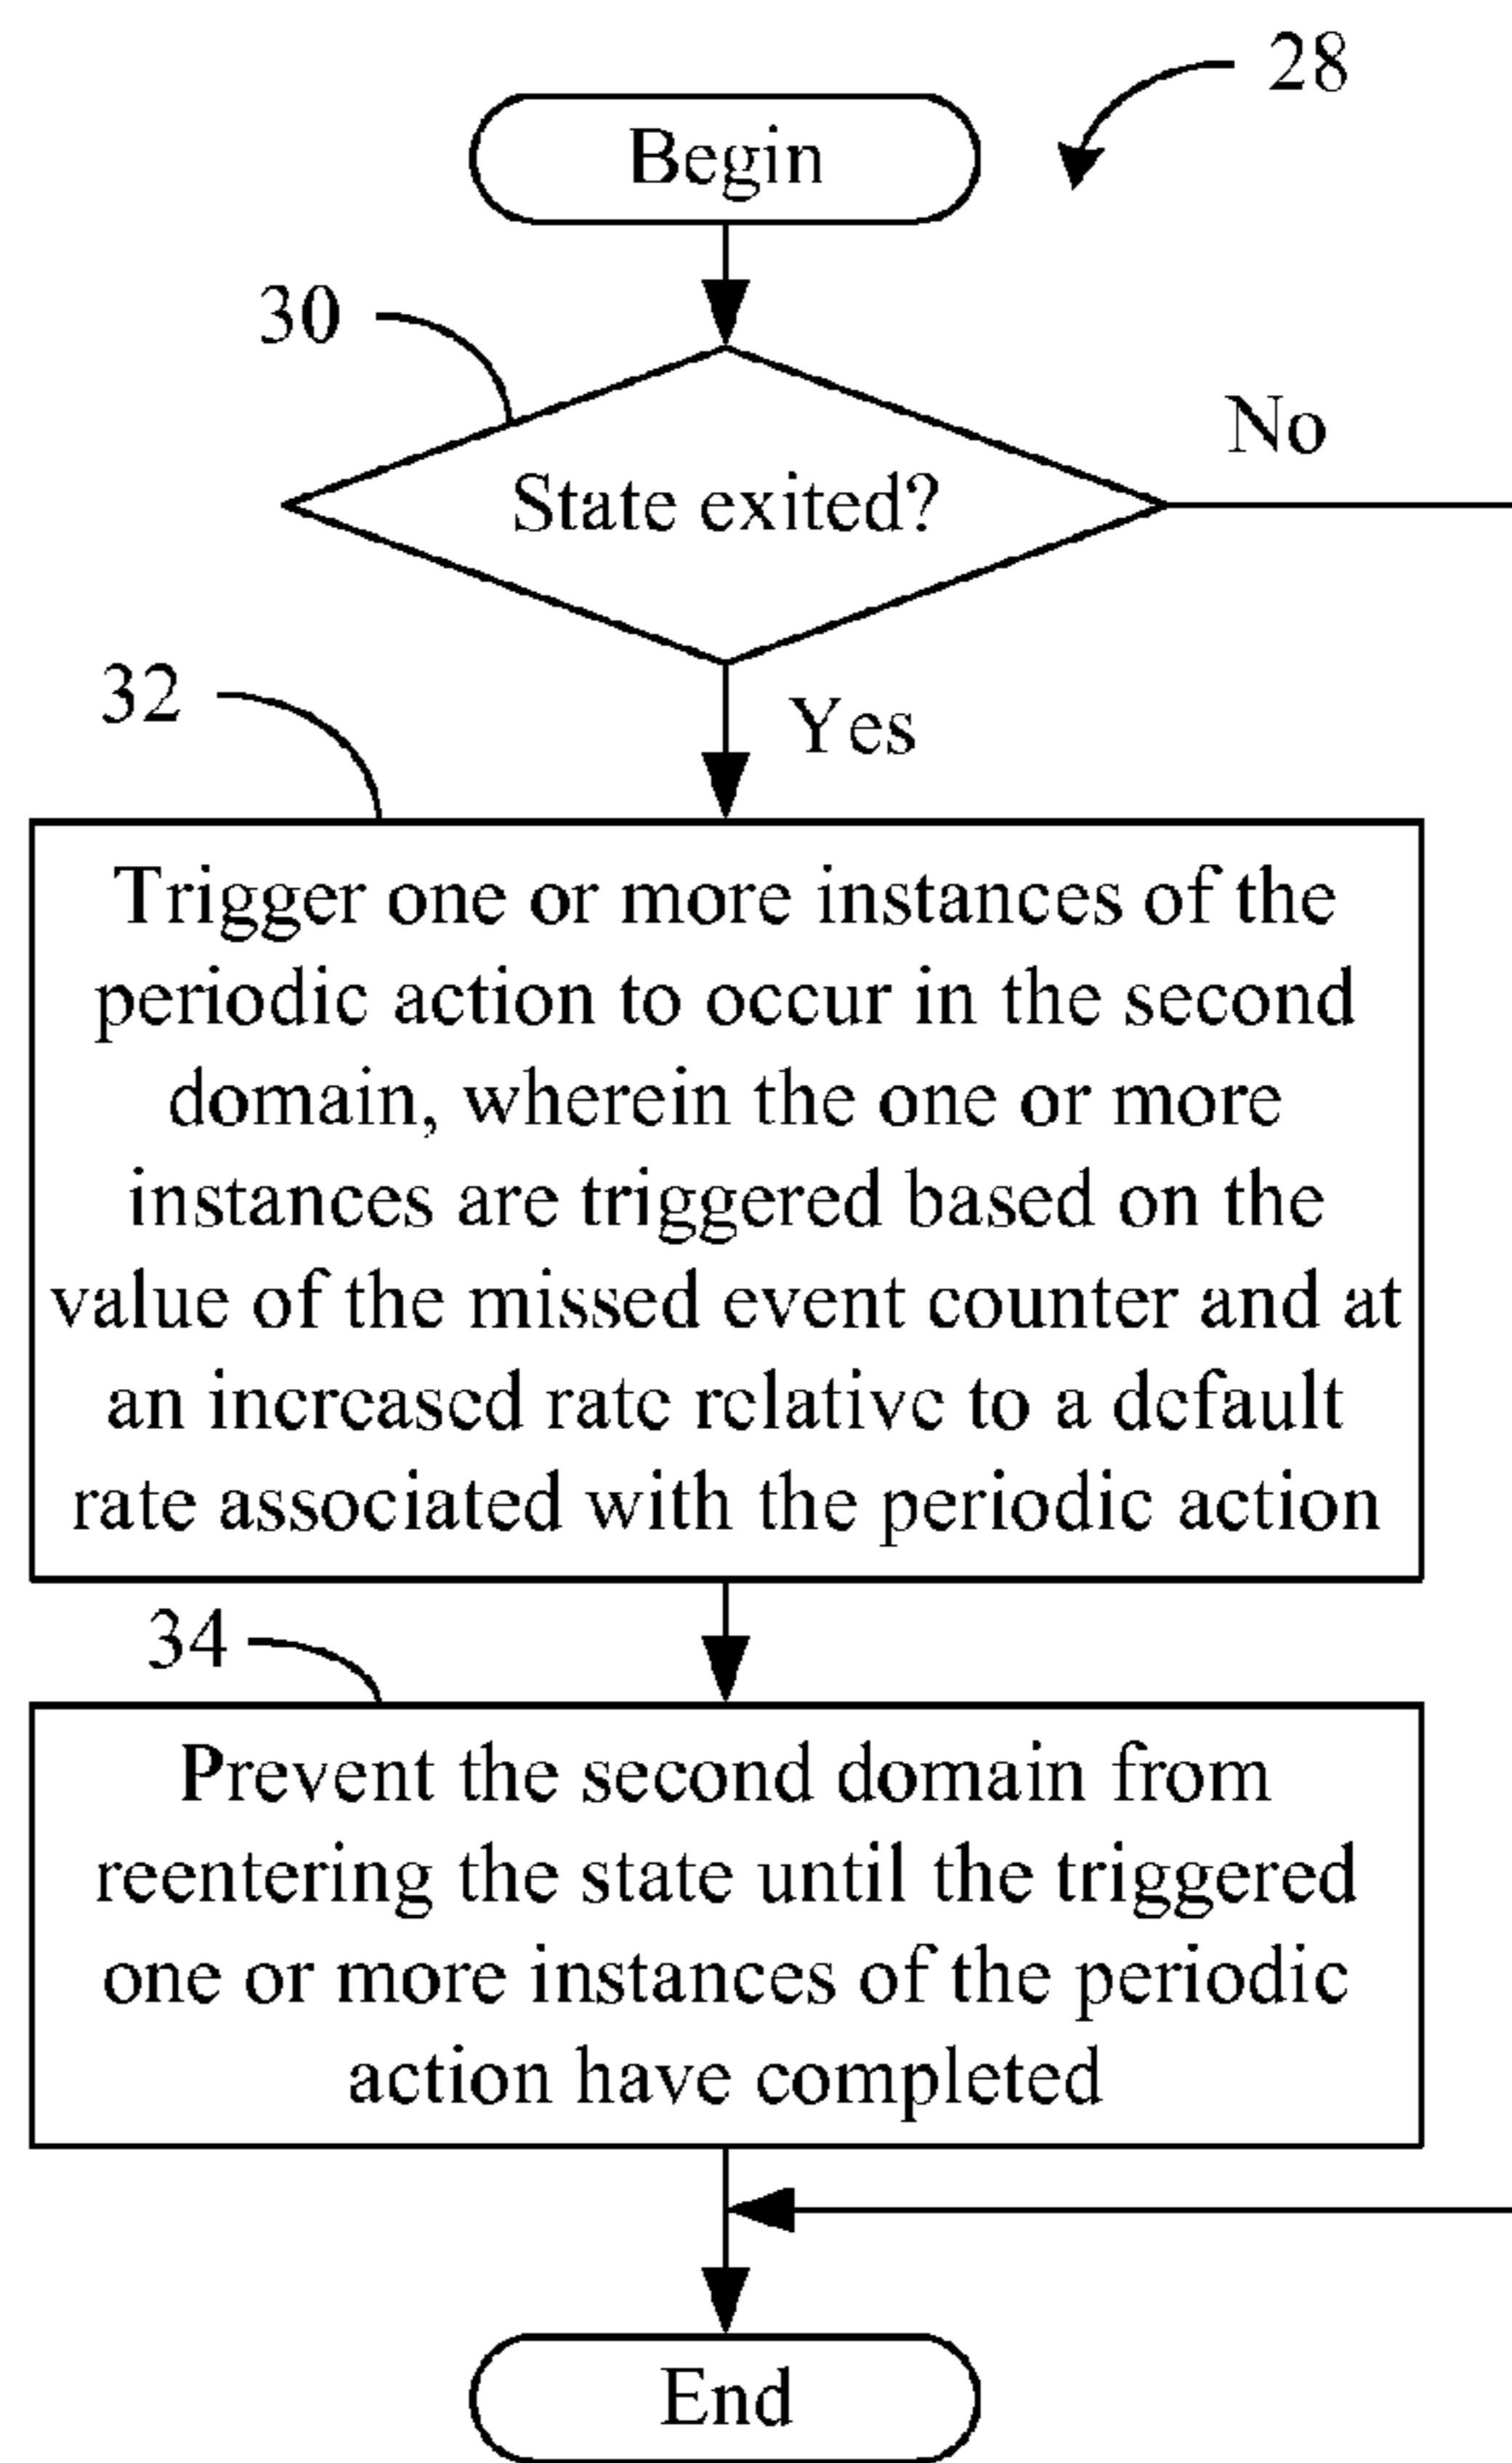 28
Begin
30
State exited?
No
32
Yes
Trigger one or more instances of the
periodic action to occur in the second
domain, wherein the one or more
instances are triggered based on the
value of the missed event counter and at
an increased rate relative to a default
rate associated with the periodic action
34
Prevent the second domain from
reentering the state until the triggered
one or more instances of the periodic
action have completed
End